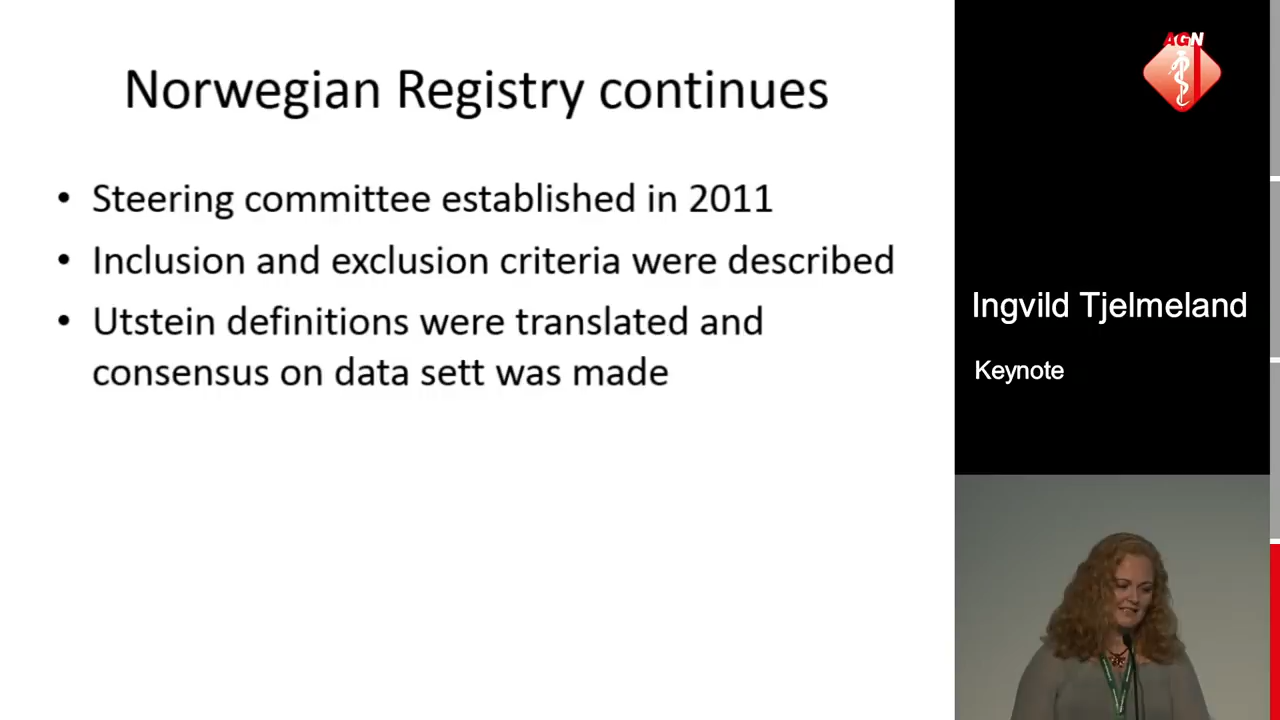 Norwegian Registry continues
• Steering committee established in 2011
• Inclusion and exclusion criteria were described
• Utstein definitions were translated and
consensus on data sett was made
AGN
Ingvild Tjelmeland
Keynote